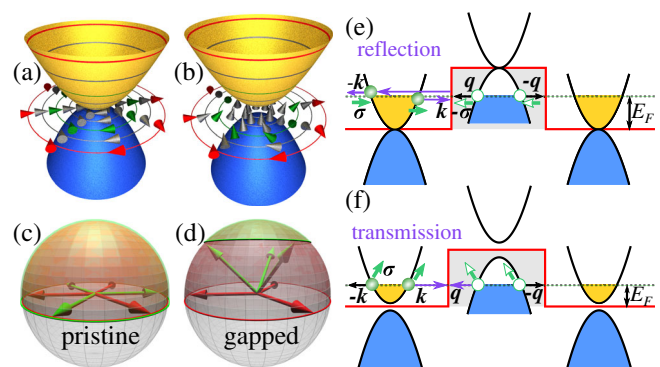 (a)
(b)
(c)
pristine
(d)
gapped
(e)
reflection
-k
σ
k
-σ
q
-q
E_F
(f)
transmission
σ
-k
k
q
-q
E_F